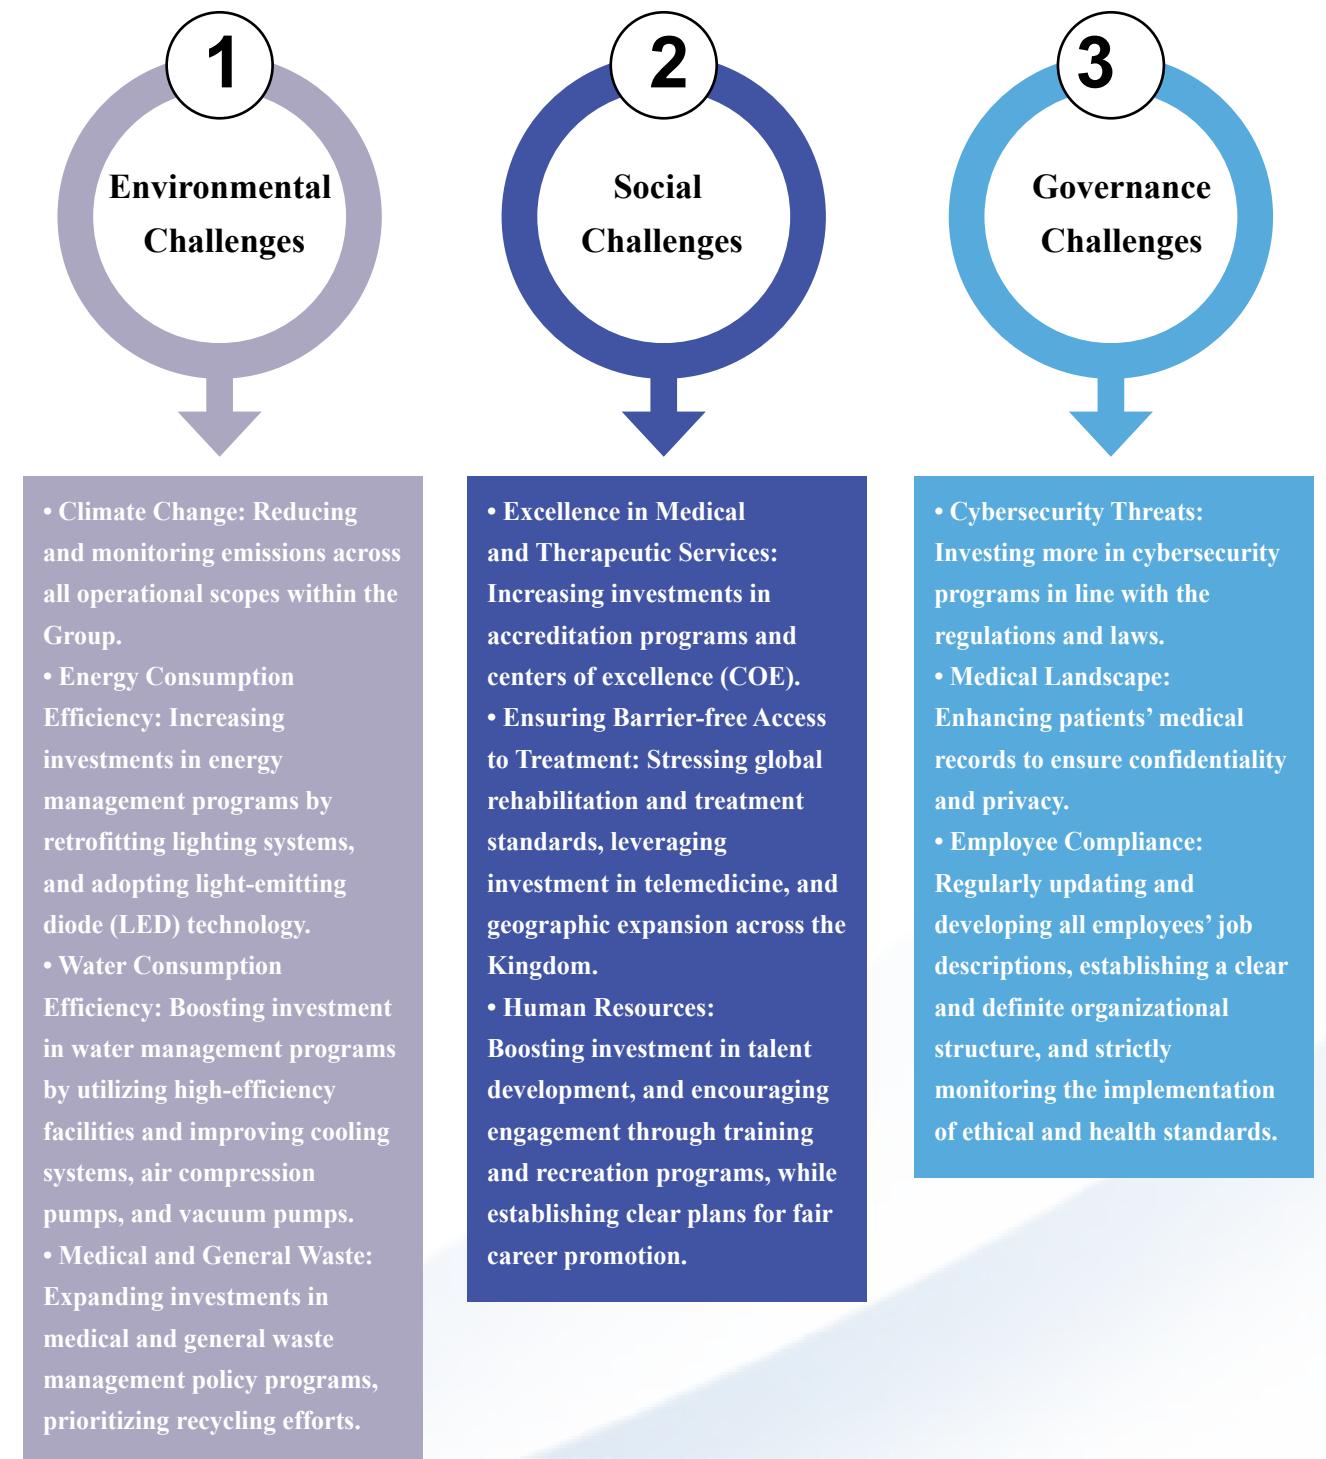 1
Environmental
Challenges
• Climate Change: Reducing
and monitoring emissions across
all operational scopes within the
Group.
• Energy Consumption
Efficiency: Increasing
investments in energy
management programs by
retrofitting lighting systems,
and adopting light-emitting
diode (LED) technology.
• Water Consumption
Efficiency: Boosting investment
in water management programs
by utilizing high-efficiency
facilities and improving cooling
systems, air compression
pumps, and vacuum pumps.
• Medical and General Waste:
Expanding investments in
medical and general waste
management policy programs,
prioritizing recycling efforts.
2
Social
Challenges
• Excellence in Medical
and Therapeutic Services:
Increasing investments in
accreditation programs and
centers of excellence (COE).
• Ensuring Barrier-free Access
to Treatment: Stressing global
rehabilitation and treatment
standards, leveraging
investment in telemedicine, and
geographic expansion across the
Kingdom.
• Human Resources:
Boosting investment in talent
development, and encouraging
engagement through training
and recreation programs, while
establishing clear plans for fair
career promotion.
3
Governance
Challenges
• Cybersecurity Threats:
Investing more in cybersecurity
programs in line with the
regulations and laws.
• Medical Landscape:
Enhancing patients’ medical
records to ensure confidentiality
and privacy.
• Employee Compliance:
Regularly updating and
developing all employees’ job
descriptions, establishing a clear
and definite organizational
structure, and strictly
monitoring the implementation
of ethical and health standards.